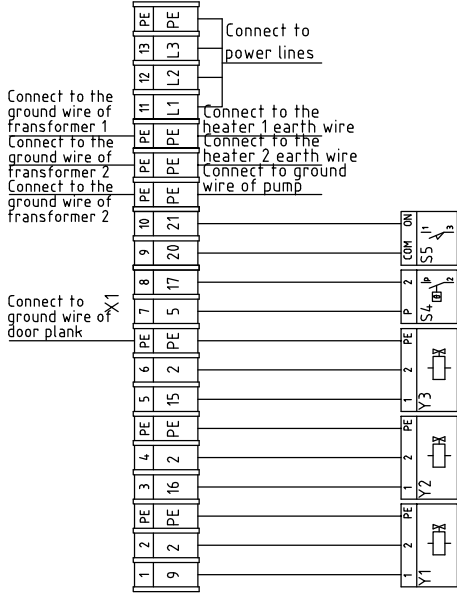 PE PE
Connect to
13 L3
power lines
12 L2
Connect to the
ground wire of
transformer 1
11 L1
Connect to the
heater 1 earth wire
PE PE
Connect to the
ground wire of
transformer 2
Connect to the
heater 2 earth wire
PE PE
Connect to the
ground wire of
transformer 2
Connect to ground
wire of pump
PE PE
10 21
ON 1 3
9 20
COM S5
8 17
2 P 2
X1
7 5
P S4 θ
Connect to
ground wire of
door plank
PE PE
PE
6 2
2
5 15
1 Y3
PE PE
PE
4 2
2
3 16
1 Y2
PE PE
PE
2 2
2
1 9
1 Y1